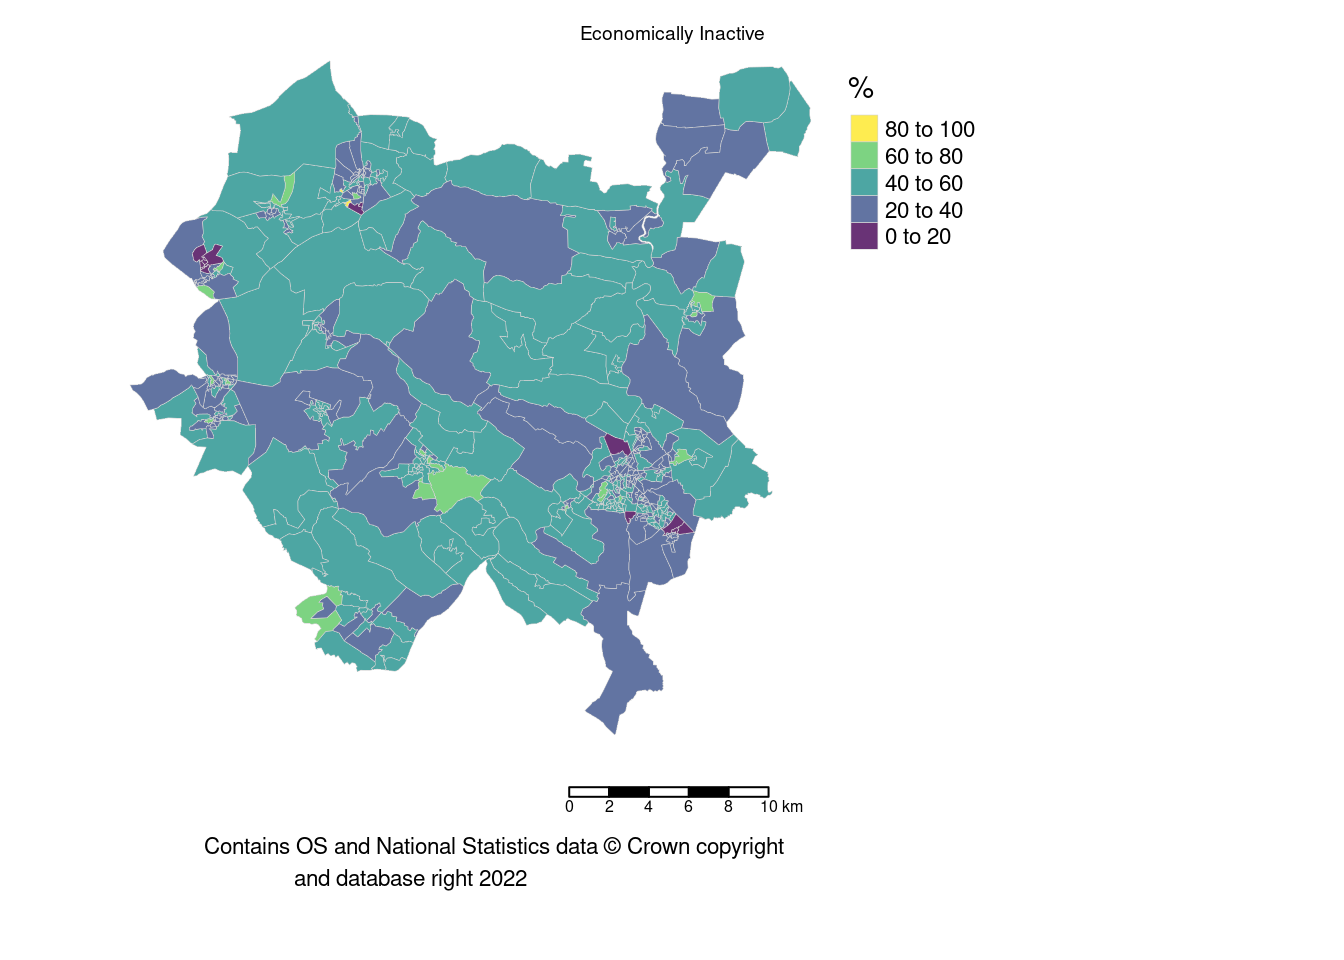 Economically Inactive
%
80 to 100
60 to 80
40 to 60
20 to 40
0 to 20
0 2 4 6 8 10 km
Contains OS and National Statistics data © Crown copyright
and database right 2022